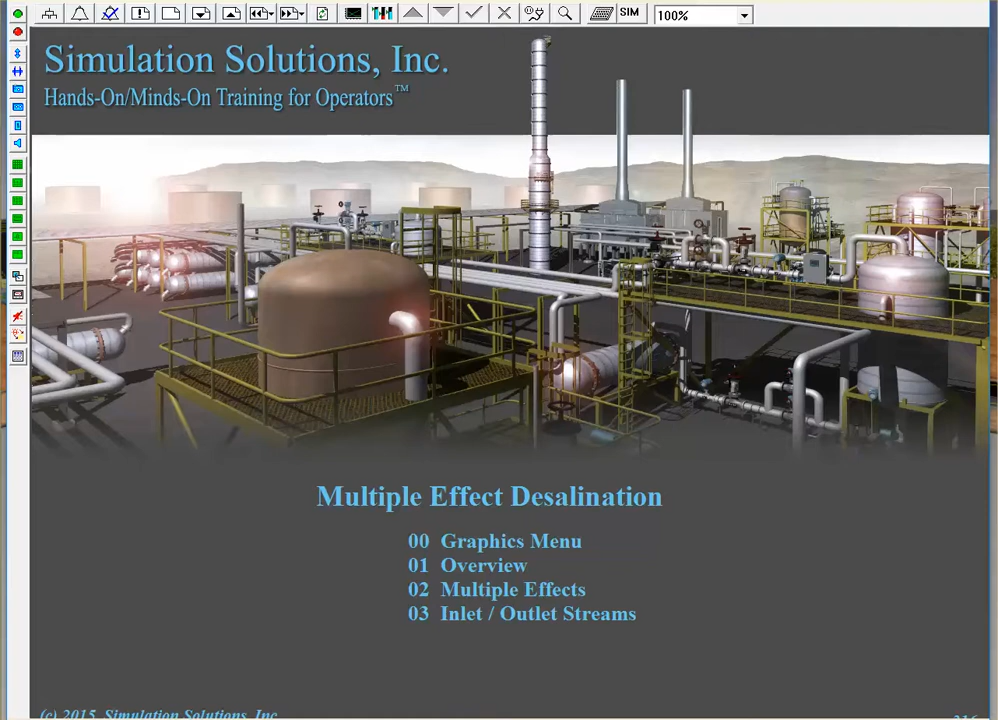 SIM
100%
Simulation Solutions, Inc.
Hands-On/Minds-On Training for Operators™
Multiple Effect Desalination
00 Graphics Menu
01 Overview
02 Multiple Effects
03 Inlet / Outlet Streams
(c) 2015, Simulation Solutions, Inc.